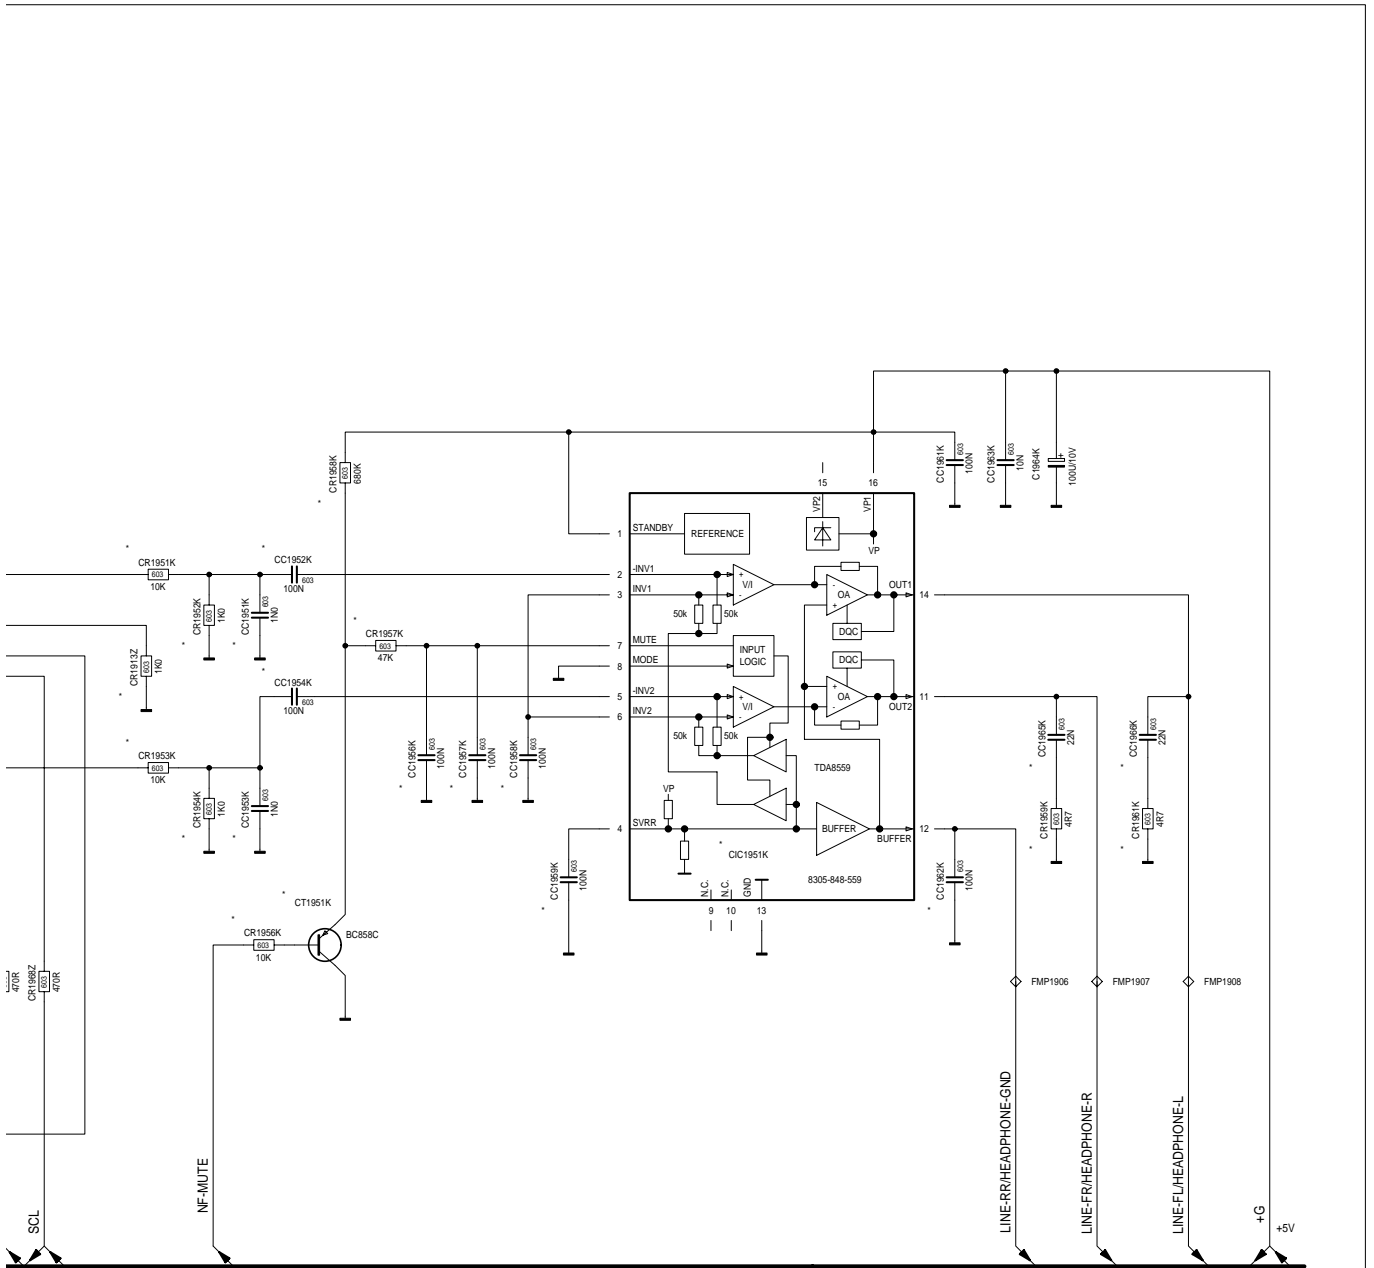 CR1958K
603
680K
*
CC1961K
603
100N
CC1963K
603
10N
C1964K
+
100U/10V
15
16
VP2
VP1
VP
1
STANDBY
REFERENCE
*
CR1951K
603
10K
*
CC1952K
603
100N
2
-INV1
3
INV1
+
V/I
-
50k
50k
-
OA
+
OUT1
14
DQC
CR1952K
603
1K0
*
CC1951K
603
1N0
*
*
CR1957K
603
47K
7
MUTE
8
MODE
INPUT
LOGIC
DQC
CR1913Z
603
1K0
*
*
CC1954K
603
100N
5
-INV2
6
INV2
+
V/I
-
50k
50k
+
OA
-
11
OUT2
*
CR1953K
603
10K
CC1956K
603
100N
*
CC1957K
603
100N
*
CC1958K
603
100N
*
TDA8559
CC1965K
603
22N
*
CC1966K
603
22N
*
CR1954K
603
1K0
*
CC1953K
603
1N0
*
VP
4
SVRR
BUFFER
12
BUFFER
CR1959K
603
4R7
*
CR1961K
603
4R7
*
*
CIC1951K
8305-848-559
CC1959K
603
100N
*
N.C.
N.C.
GND
9
10
13
CC1962K
603
100N
*
*
CT1951K
BC858C
*
CR1956K
603
10K
470R
CR1968Z
603
470R
FMP1906
FMP1907
FMP1908
SCL
NF-MUTE
LINE-RR/HEADPHONE-GND
LINE-FR/HEADPHONE-R
LINE-FL/HEADPHONE-L
+G
+5V